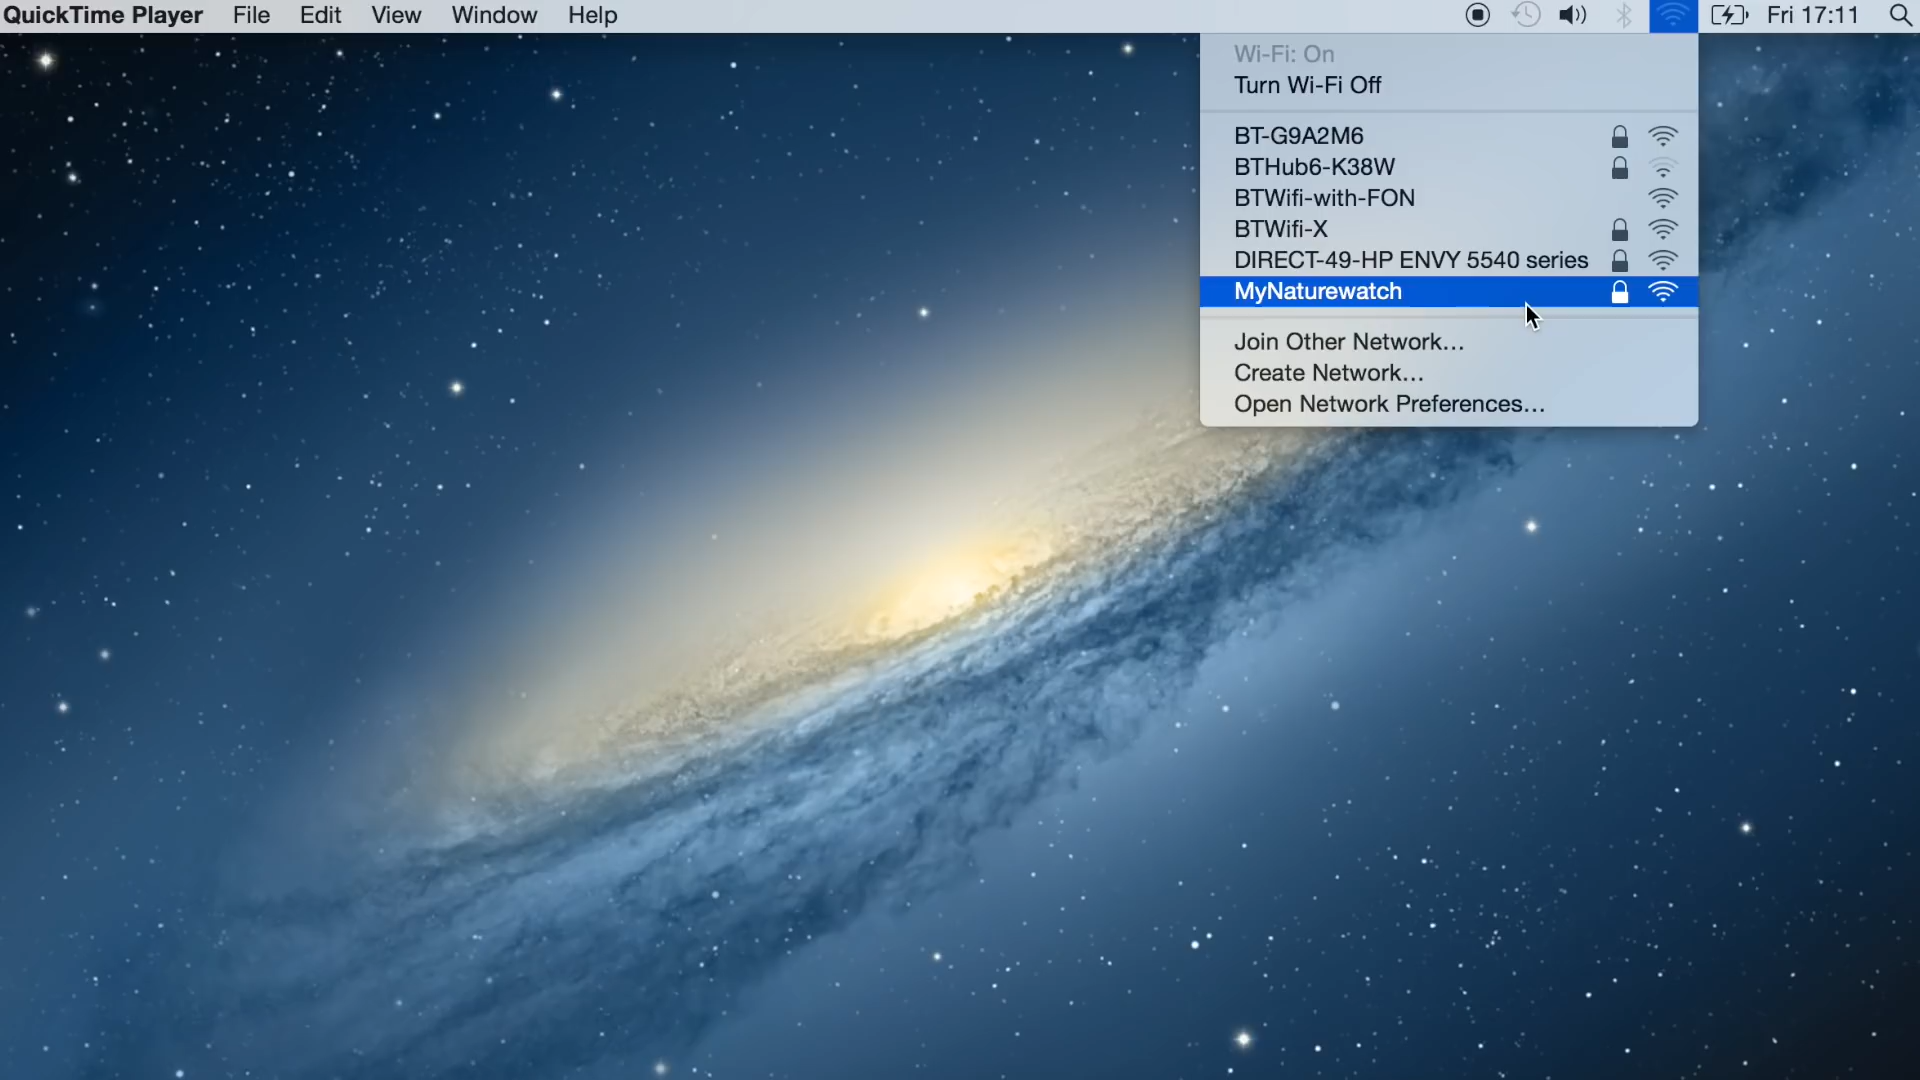 QuickTime Player File Edit View Window Help Fri 17:11
Wi-Fi: On
Turn Wi-Fi Off
BT-G9A2M6
BTHub6-K38W
BTWifi-with-FON
BTWifi-X
DIRECT-49-HP ENVY 5540 series
MyNaturewatch
Join Other Network...
Create Network...
Open Network Preferences...